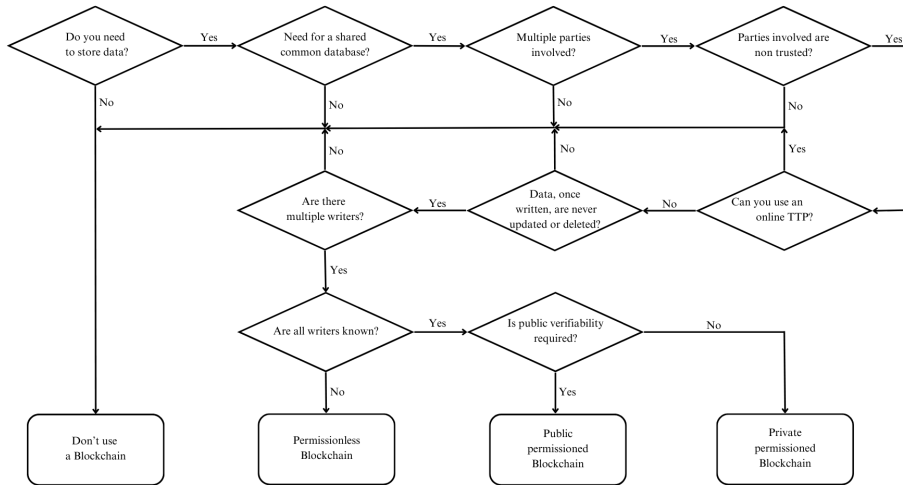 Do you need
to store data?
Yes
Need for a shared
common database?
Yes
Multiple parties
involved?
Yes
Parties involved are
non trusted?
Yes
No
No
No
No
No
No
Yes
Are there
multiple writers?
Yes
Data, once
written, are never
updated or deleted?
No
Can you use an
online TTP?
Yes
Are all writers known?
Yes
Is public verifiability
required?
No
No
Yes
Don't use
a Blockchain
Permissionless
Blockchain
Public
permissioned
Blockchain
Private
permissioned
Blockchain